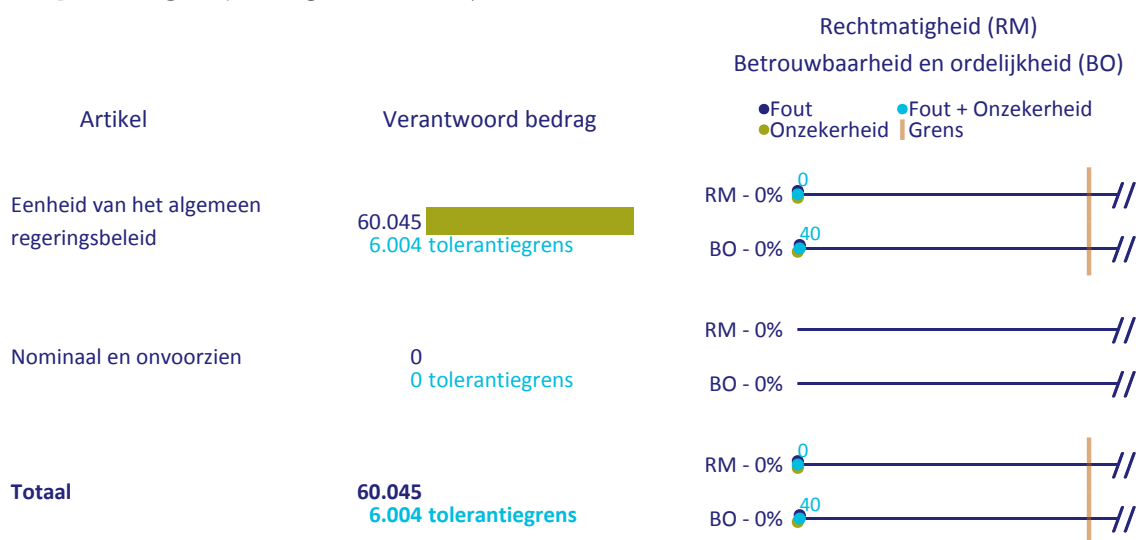 Rechtmatigheid (RM)
Betrouwbaarheid en ordelijkheid (BO)
Artikel
Verantwoord bedrag
Fout
Fout + Onzekerheid
Onzekerheid
Grens
Eenheid van het algemeen
regeringsbeleid
60.045
6.004 tolerantiegrens
RM - 0%
0
BO - 0%
40
Nominaal en onvoorzien
0
0 tolerantiegrens
RM - 0%
BO - 0%
Totaal
60.045
6.004 tolerantiegrens
RM - 0%
0
BO - 0%
40